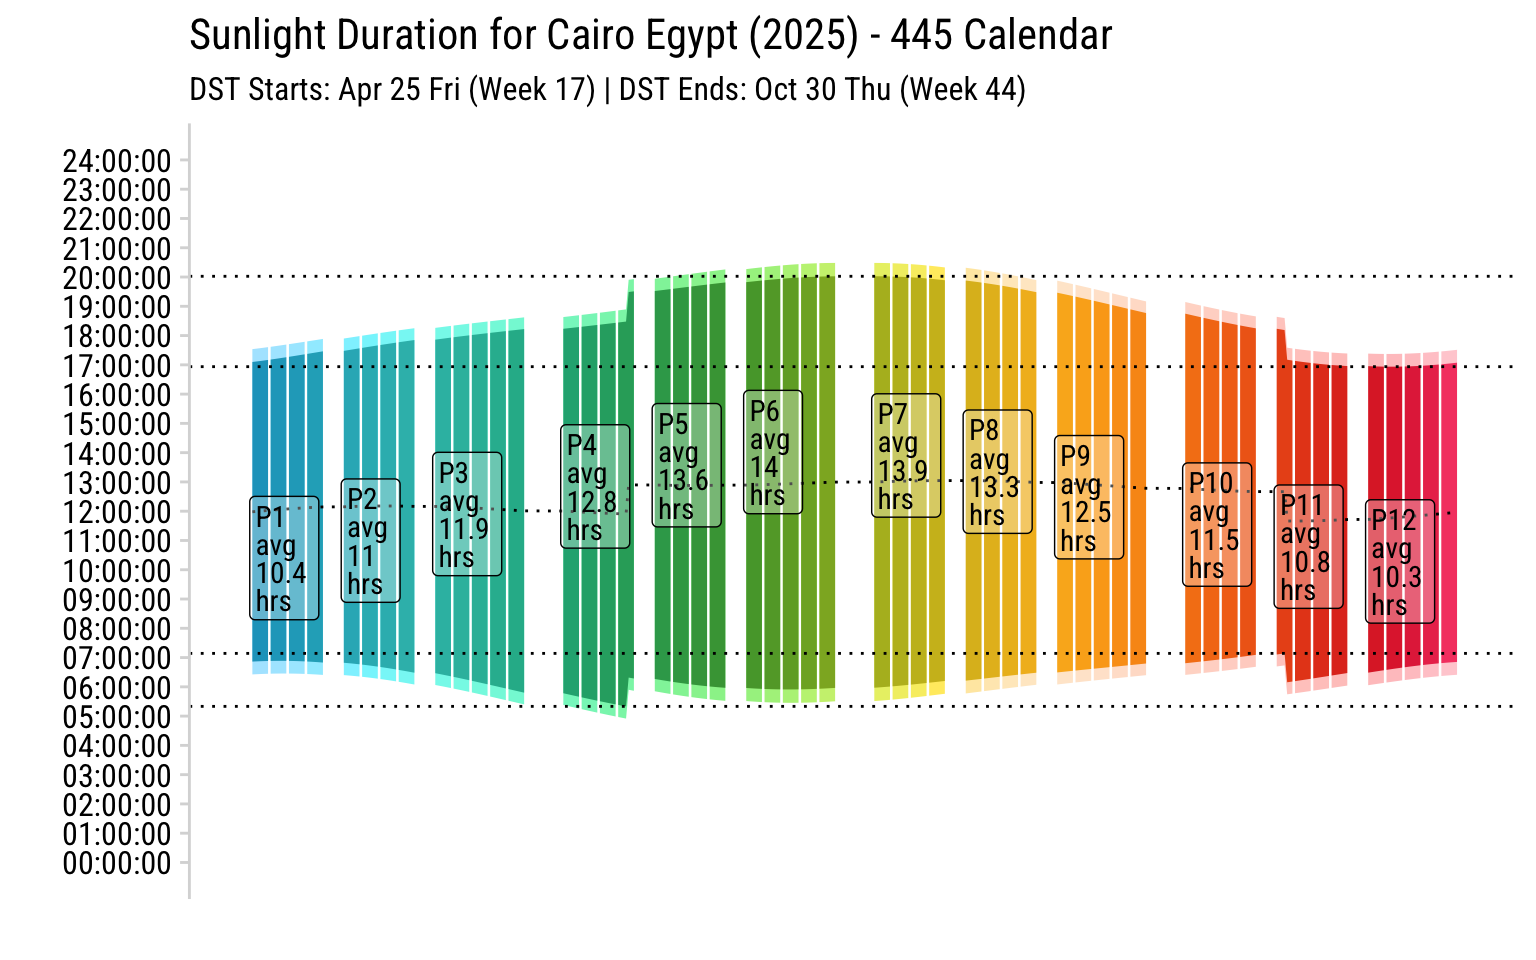 Sunlight Duration for Cairo Egypt (2025) - 445 Calendar
DST Starts: Apr 25 Fri (Week 17) | DST Ends: Oct 30 Thu (Week 44)
24:00:00
23:00:00
22:00:00
21:00:00
20:00:00
19:00:00
18:00:00
17:00:00
16:00:00
15:00:00
14:00:00
13:00:00
12:00:00
11:00:00
10:00:00
09:00:00
08:00:00
07:00:00
06:00:00
05:00:00
04:00:00
03:00:00
02:00:00
01:00:00
00:00:00
P1
avg
10.4
hrs
P2
avg
11
hrs
P3
avg
11.9
hrs
P4
avg
12.8
hrs
P5
avg
13.6
hrs
P6
avg
14
hrs
P7
avg
13.9
hrs
P8
avg
13.3
hrs
P9
avg
12.5
hrs
P10
avg
11.5
hrs
P11
avg
10.8
hrs
P12
avg
10.3
hrs